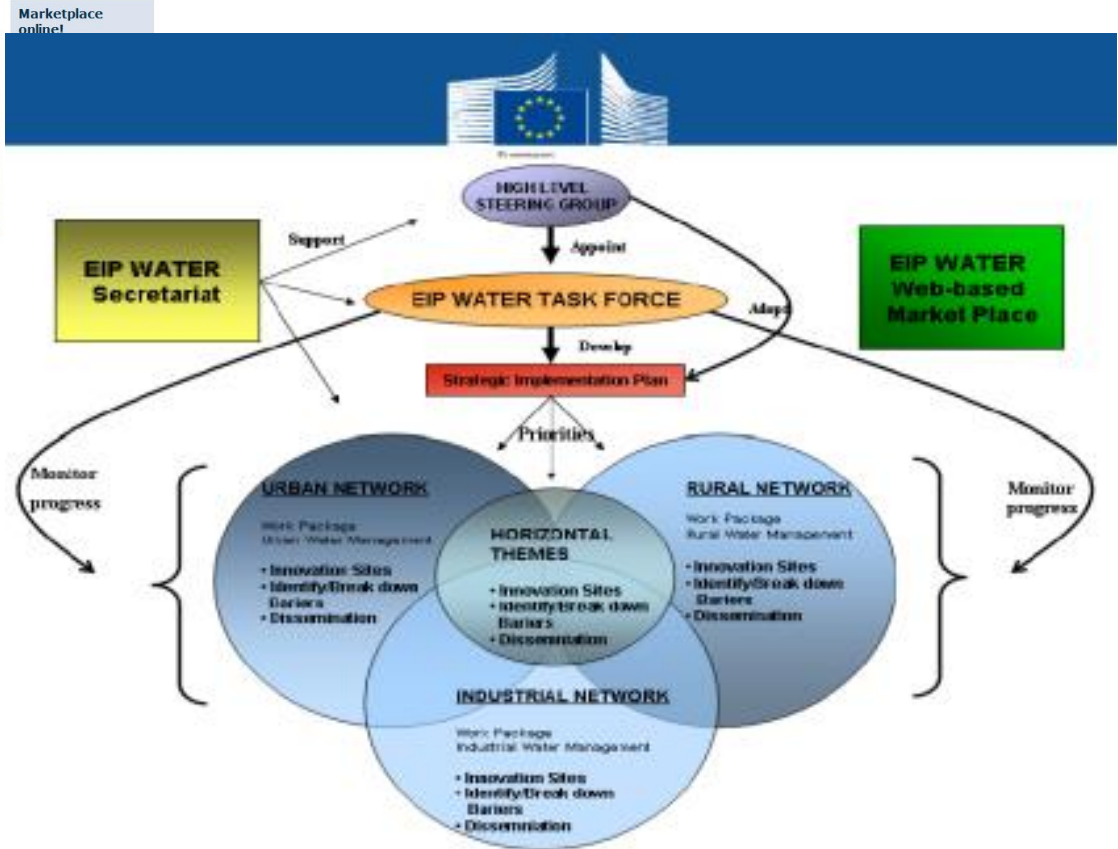 Marketplace
online!
HIGH LEVEL
STEERING GROUP
Support
Appoint
EIP WATER
Secretariat
EIP WATER
Web-based
Market Place
EIP WATER TASK FORCE
Adopt
Develop
Strategic Implementation Plan
Priorities
Monitor
progress
Monitor
progress
URBAN NETWORK
Work Package
Urban Water Management
• Innovation Sites
• Identify/Break down
Bariers
• Dissemination
RURAL NETWORK
Work Package
Rural Water Management
• Innovation Sites
• Identify/Break down
Bariers
• Dissemination
HORIZONTAL
THEMES
• Innovation Sites
• Identify/Break down
Bariers
• Dissemniation
INDUSTRIAL NETWORK
Work Package
Industrial Water Management
• Innovation Sites
• Identify/Break down
Bariers
• Dissemniation